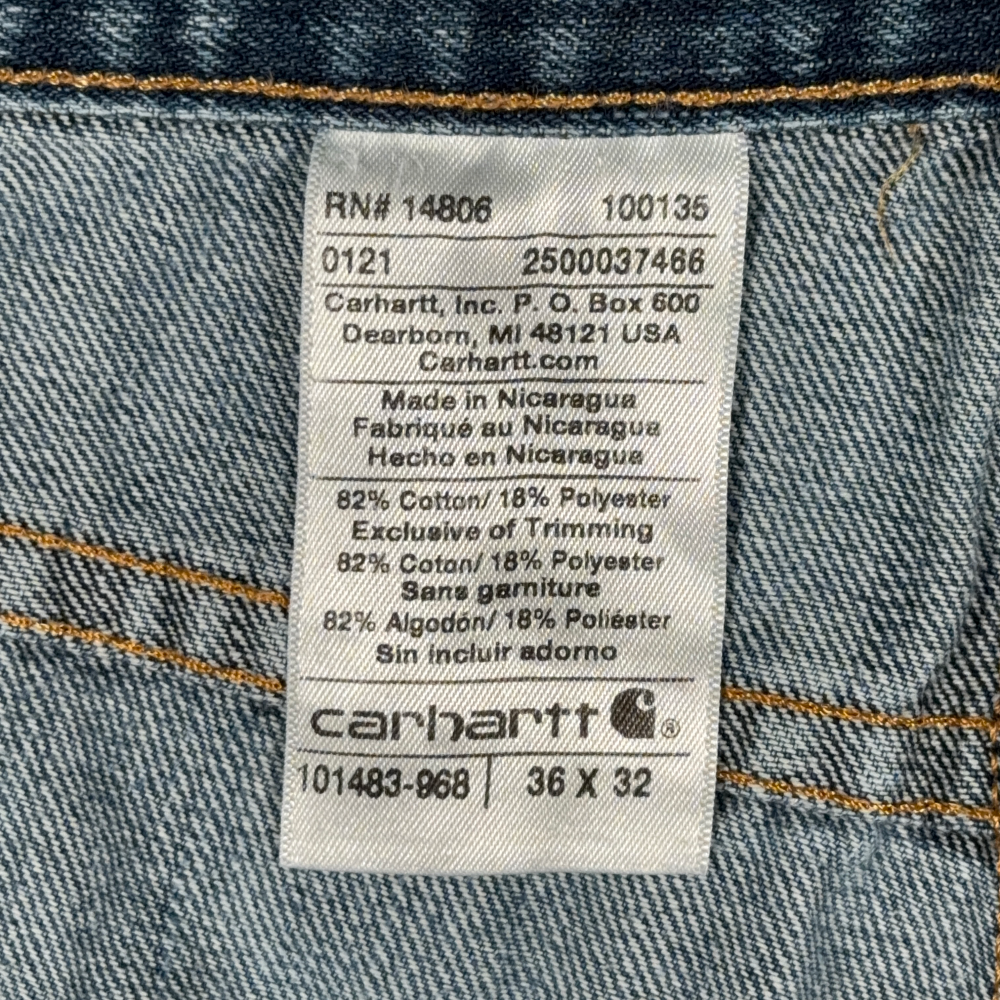 RN# 14806 100135
0121 2500037466
Carhartt, Inc. P. O. Box 600
Dearborn, MI 48121 USA
Carhartt.com
Made in Nicaragua
Fabriqué au Nicaragua
Hecho en Nicaragua
82% Cotton/ 18% Polyester
Exclusive of Trimming
82% Coton/ 18% Polyester
Sans garniture
82% Algodón/ 18% Poliéster
Sin incluir adorno
carhartt ®
101483-968 | 36 X 32